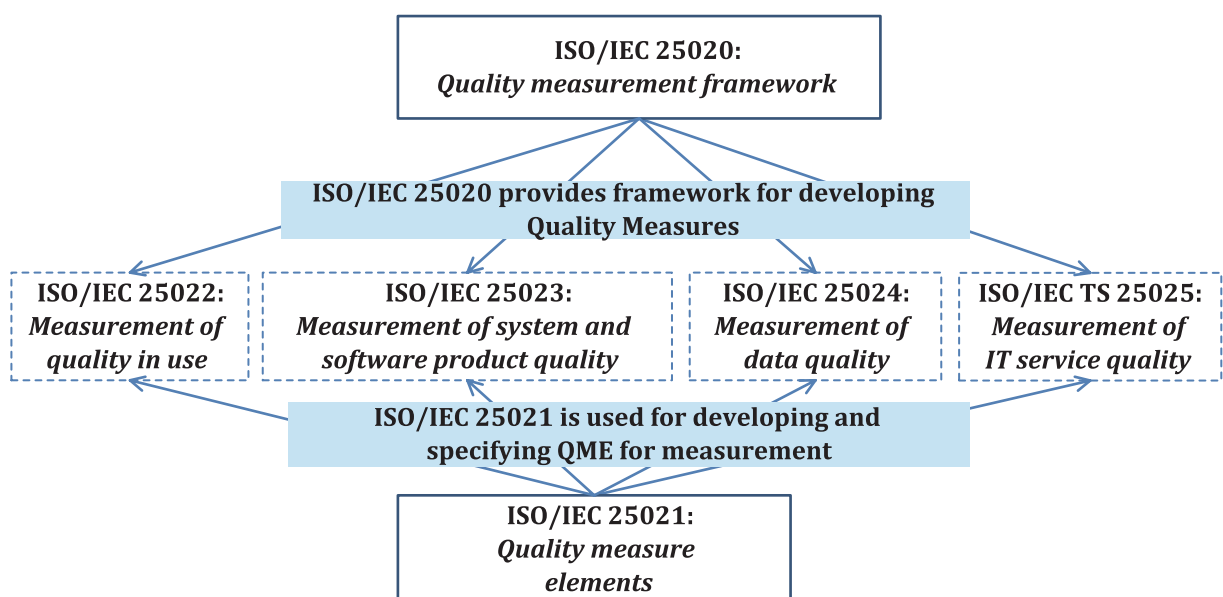 ISO/IEC 25020:
Quality measurement framework
ISO/IEC 25020 provides framework for developing
Quality Measures
ISO/IEC 25022:
Measurement of
quality in use
ISO/IEC 25023:
Measurement of system and
software product quality
ISO/IEC 25024:
Measurement of
data quality
ISO/IEC TS 25025:
Measurement of
IT service quality
ISO/IEC 25021 is used for developing and
specifying QME for measurement
ISO/IEC 25021:
Quality measure
elements